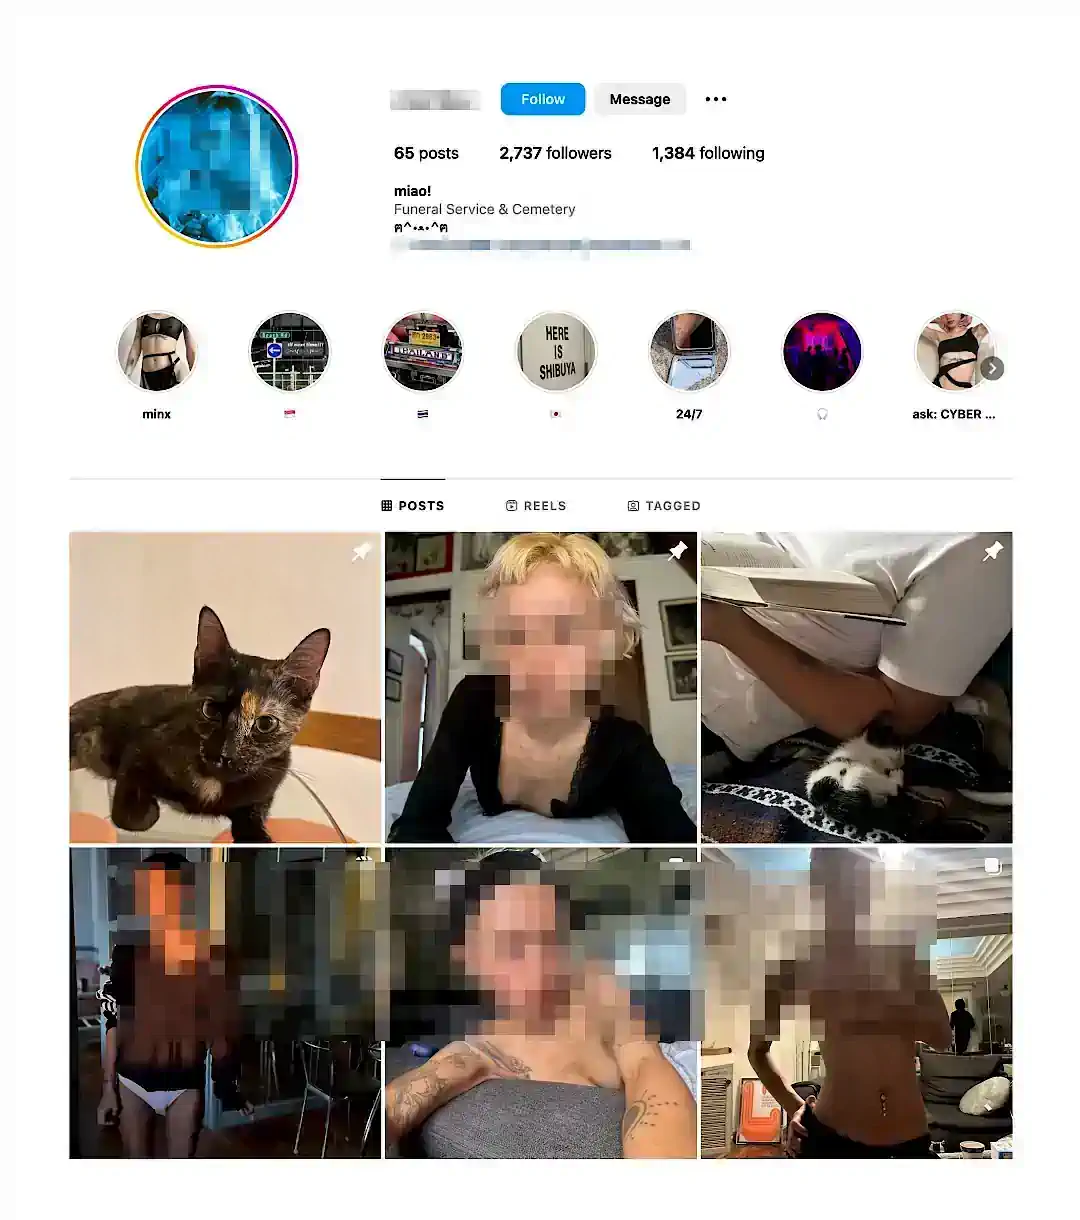 Follow
Message
65 posts
2,737 followers
1,384 following
miao!
Funeral Service & Cemetery
ฅ^•ﻌ•^ฅ
THAILAND
HERE
IS
SHIBUYA
minx
24/7
ask: CYBER ...
POSTS
REELS
TAGGED